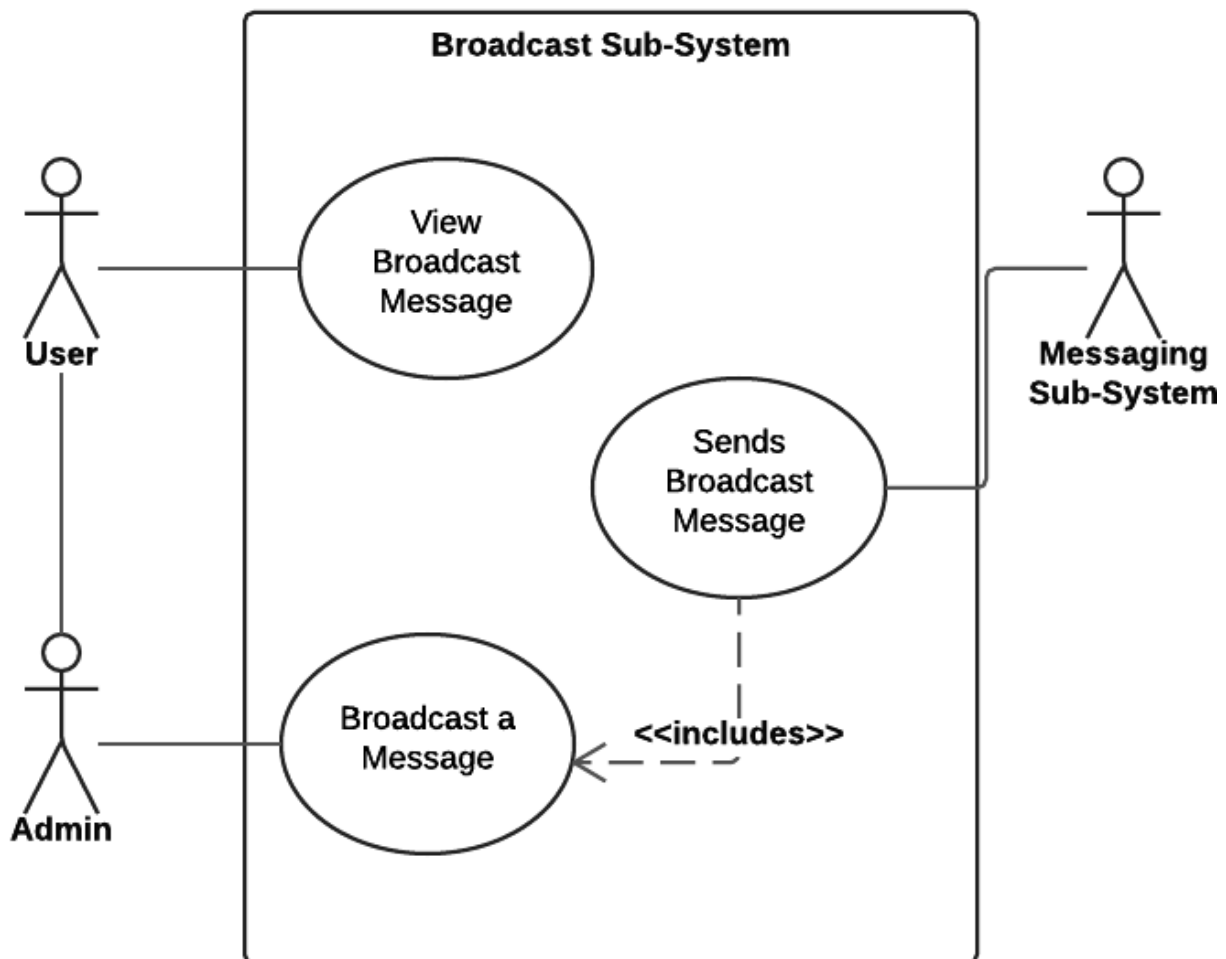 Broadcast Sub-System
View
Broadcast
Message
User
Messaging
Sub-System
Sends
Broadcast
Message
Broadcast a
Message
<<includes>>
Admin